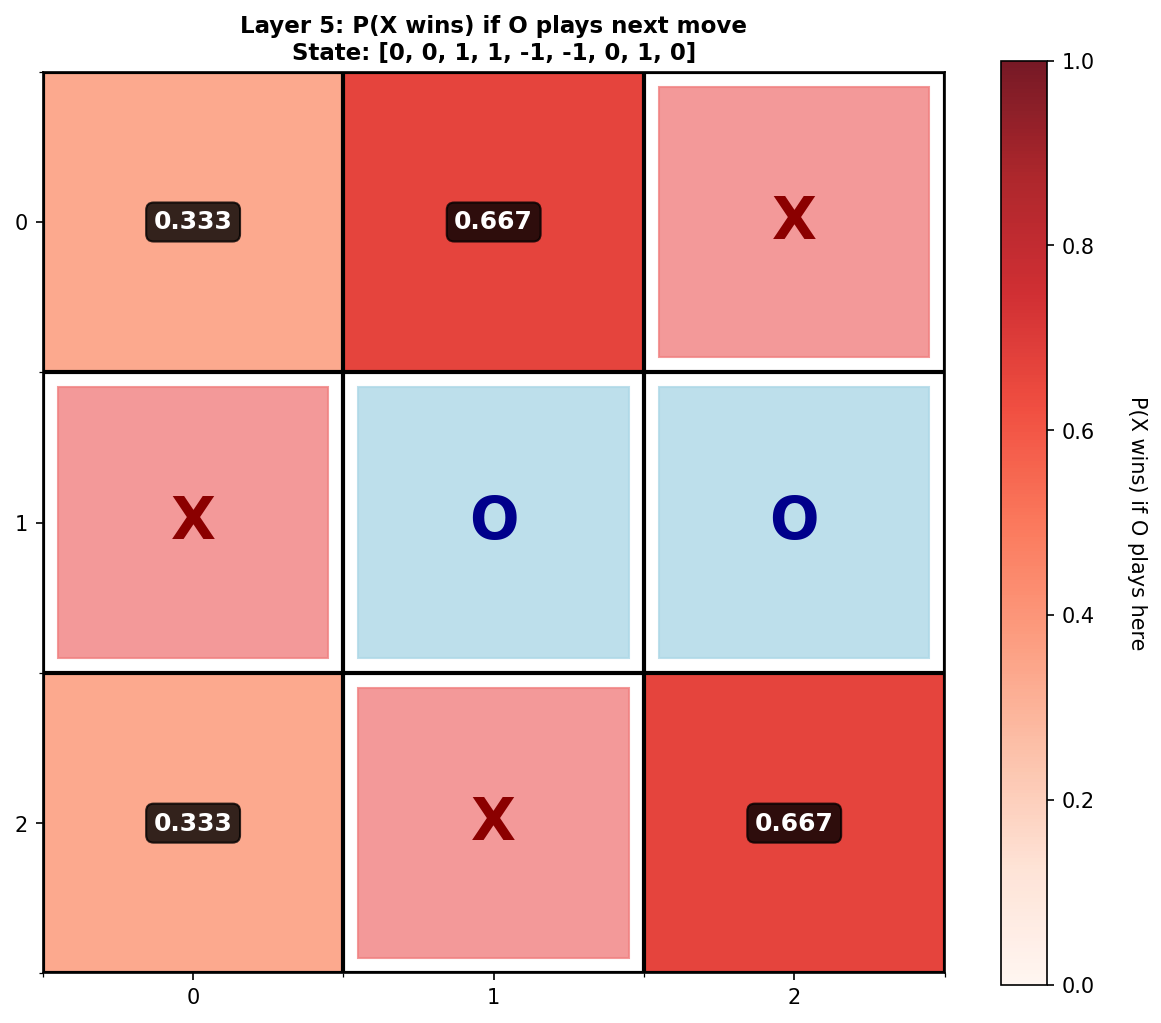 Layer 5: P(X wins) if O plays next move
State: [0, 0, 1, 1, -1, -1, 0, 1, 0]
0
0.333
0.667
X
1
X
O
O
2
0.333
X
0.667
0
1
2
1.0
0.8
0.6
0.4
0.2
0.0
P(X wins) if O plays here